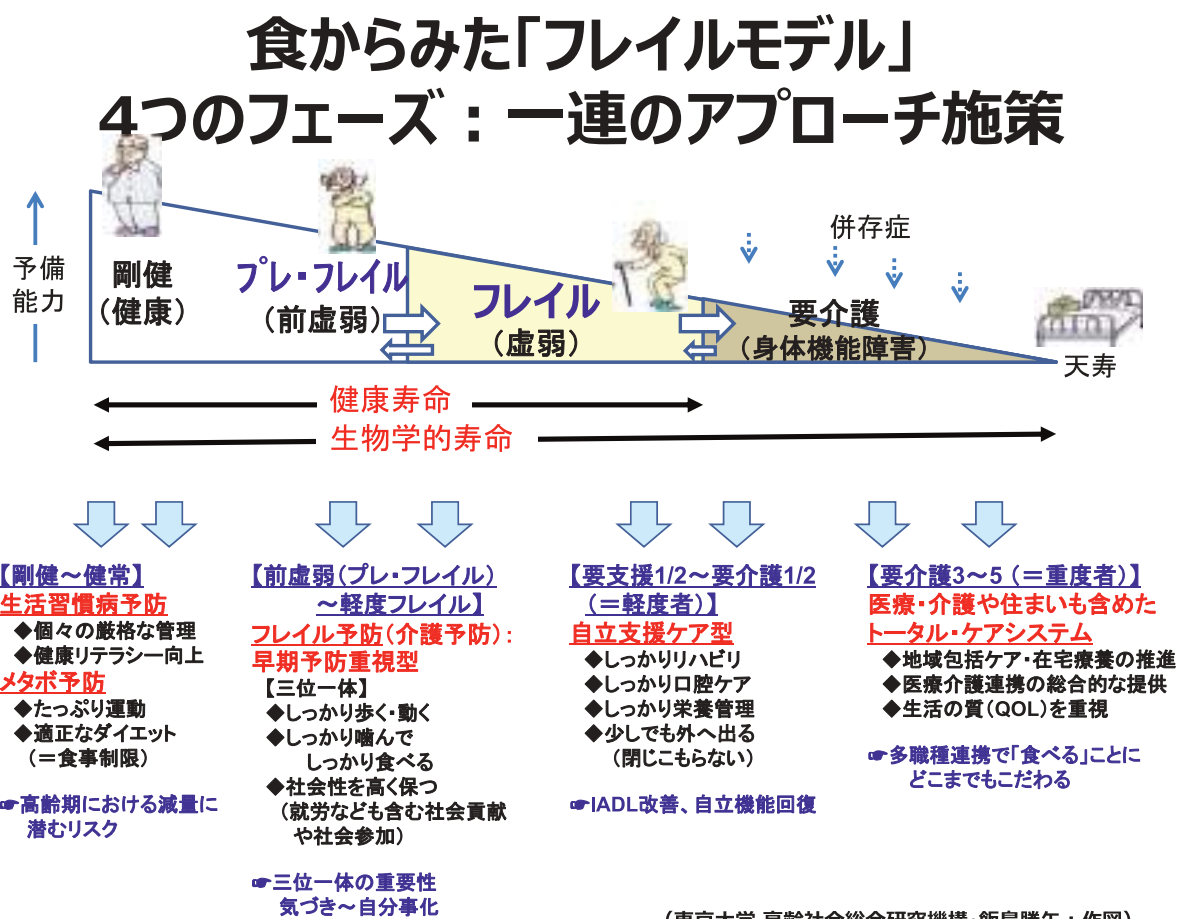 食からみた「フレイルモデル」
4つのフェーズ：一連のアプローチ施策
予備
能力
剛健
（健康）
プレ・フレイル
（前虚弱）
フレイル
（虚弱）
併存症
要介護
（身体機能障害）
天寿
健康寿命
生物学的寿命
【剛健～健常】
生活習慣病予防
◆個々の厳格な管理
◆健康リテラシー向上
メタボ予防
◆たっぷり運動
◆適正なダイエット
（＝食事制限）
☛高齢期における減量に
潜むリスク
【前虚弱（プレ・フレイル）
～軽度フレイル】
フレイル予防（介護予防）：
早期予防重視型
【三位一体】
◆しっかり歩く・動く
◆しっかり噛んで
しっかり食べる
◆社会性を高く保つ
（就労なども含む社会貢献
や社会参加）
☛三位一体の重要性
気づき～自分事化
【要支援1/2～要介護1/2
（＝軽度者）】
自立支援ケア型
◆しっかりリハビリ
◆しっかり口腔ケア
◆しっかり栄養管理
◆少しでも外へ出る
（閉じこもらない）
☛IADL改善、自立機能回復
【要介護3～5（＝重度者）】
医療・介護や住まいも含めた
トータル・ケアシステム
◆地域包括ケア・在宅療養の推進
◆医療介護連携の総合的な提供
◆生活の質（QOL）を重視
☛多職種連携で「食べる」ことに
どこまでもこだわる
（東京大学 高齢社会総合研究機構・飯島勝矢：作図）